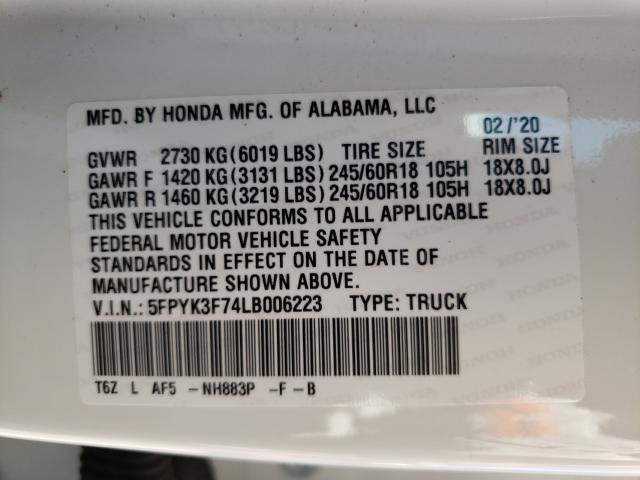 MFD. BY HONDA MFG. OF ALABAMA, LLC 02/'20
GVWR 2730 KG(6019 LBS) TIRE SIZE RIM SIZE
GAWR F 1420 KG(3131 LBS)245/60R18 105H 18X8.0J
GAWR R 1460 KG(3219 LBS)245/60R18 105H 18X8.0J
THIS VEHICLE CONFORMS TO ALL APPLICABLE
FEDERAL MOTOR VEHICLE SAFETY
STANDARDS IN EFFECT ON THE DATE OF
MANUFACTURE SHOWN ABOVE.
V.I.N.: 5FPYK3F74LB006223 TYPE: TRUCK
T6Z L AF5 -NH883P -F-B